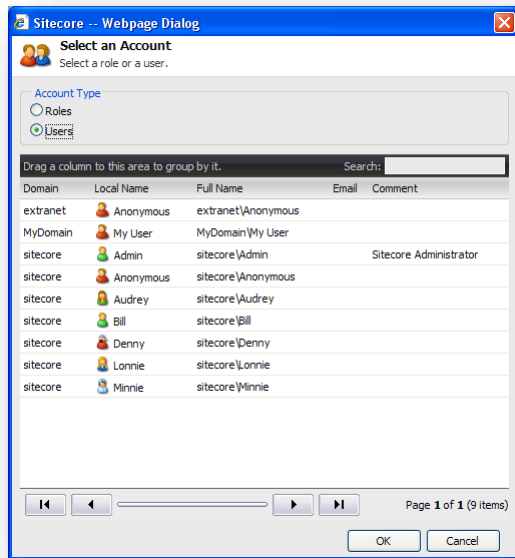 Sitecore -- Webpage Dialog
Select an Account
Select a role or a user.
Account Type
Roles
Users
Drag a column to this area to group by it. Search:
Domain Local Name Full Name Email Comment
extranet Anonymous extranet\Anonymous
MyDomain My User MyDomain\My User
sitecore Admin sitecore\Admin Sitecore Administrator
sitecore Anonymous sitecore\Anonymous
sitecore Audrey sitecore\Audrey
sitecore Bill sitecore\Bill
sitecore Denny sitecore\Denny
sitecore Lonnie sitecore\Lonnie
sitecore Minnie sitecore\Minnie
Page 1 of 1 (9 items)
OK Cancel